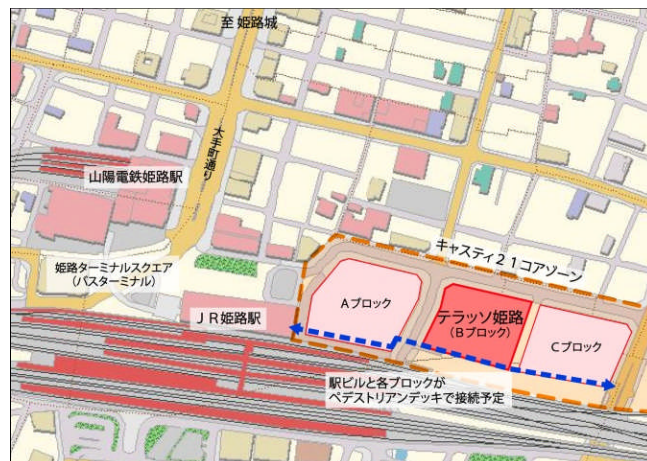 至 姫路城
大手町通り
山陽電鉄姫路駅
キャスティ21コアゾーン
姫路ターミナルスクエア
(バスターミナル)
Aブロック
テラッソ姫路
(Bブロック)
Cブロック
JR姫路駅
駅ビルと各ブロックが
ペデストリアンデッキで接続予定